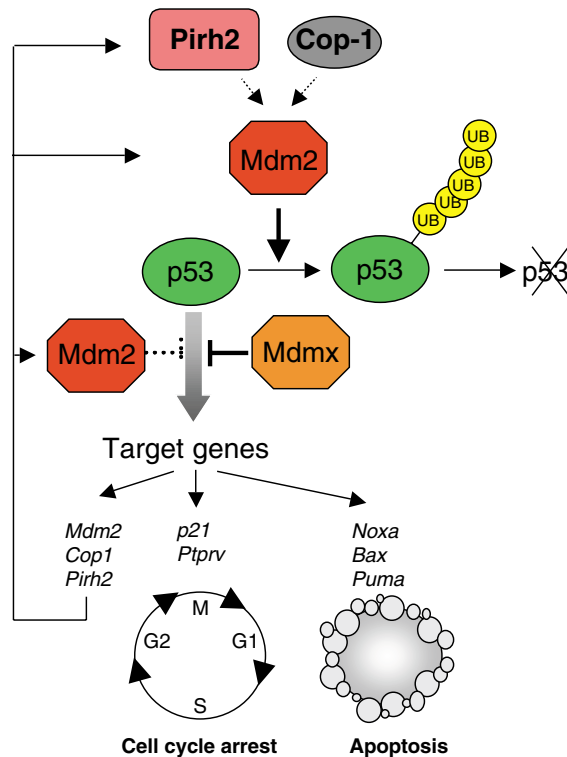 Pirh2
Cop-1
Mdm2
UB
UB
UB
UB
UB
p53
p53
p53
Mdm2
Mdmx
Target genes
Mdm2
Cop1
Pirh2
p21
Ptprv
Noxa
Bax
Puma
M
G2
G1
S
Cell cycle arrest
Apoptosis